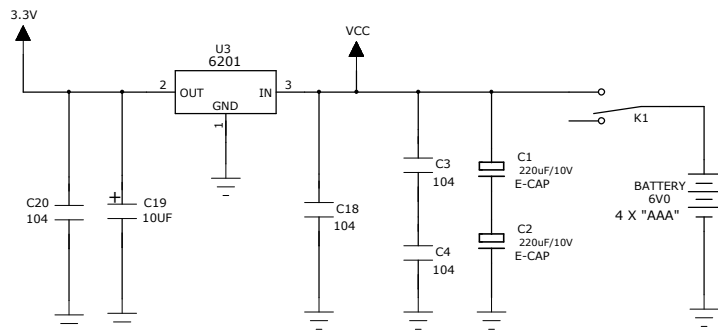 3.3V
VCC
U3
6201
2
OUT
IN
3
GND
1
K1
C20
104
+
C19
10UF
C18
104
C3
104
C4
104
C1
220uF/10V
E-CAP
C2
220uF/10V
E-CAP
BATTERY
6V0
4 X "AAA"